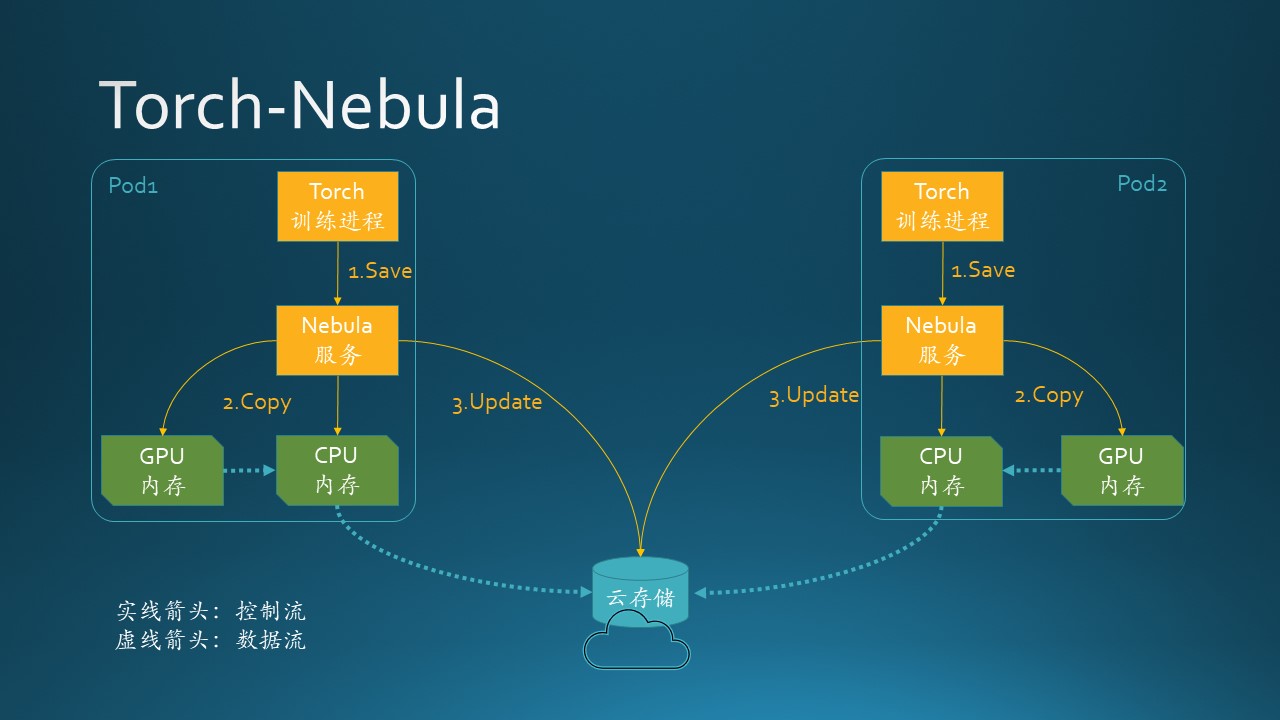 Torch-Nebula
Pod1
Torch
训练进程
1.Save
Nebula
服务
2.Copy
3.Update
GPU
内存
CPU
内存
Pod2
Torch
训练进程
1.Save
Nebula
服务
3.Update
2.Copy
CPU
内存
GPU
内存
云存储
实线箭头：控制流
虚线箭头：数据流